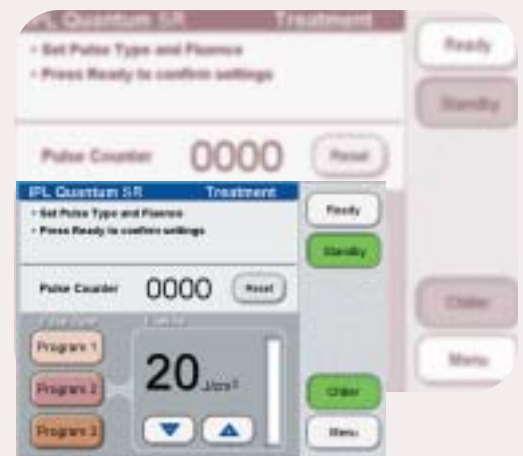 IPL Quantum SR Treatment
• Set Pulse Type and Fluence
• Press Ready to confirm settings
Ready
Standby
Pulse Counter 0000 Reset
Chiller
Menu
IPL Quantum SR Treatment
• Set Pulse Type and Fluence
• Press Ready to confirm settings
Ready
Standby
Pulse Counter 0000 Reset
Program 1
20 J/cm²
Program 2
Program 3
Chiller
Menu